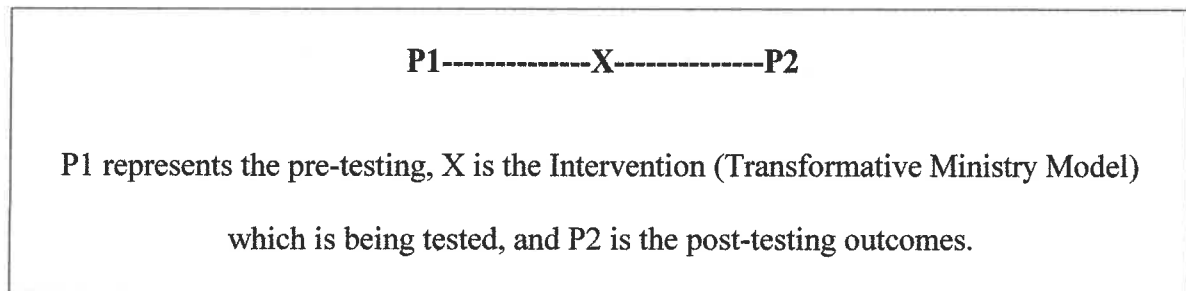 P1--------------X--------------P2
P1 represents the pre-testing, X is the Intervention (Transformative Ministry Model)
which is being tested, and P2 is the post-testing outcomes.